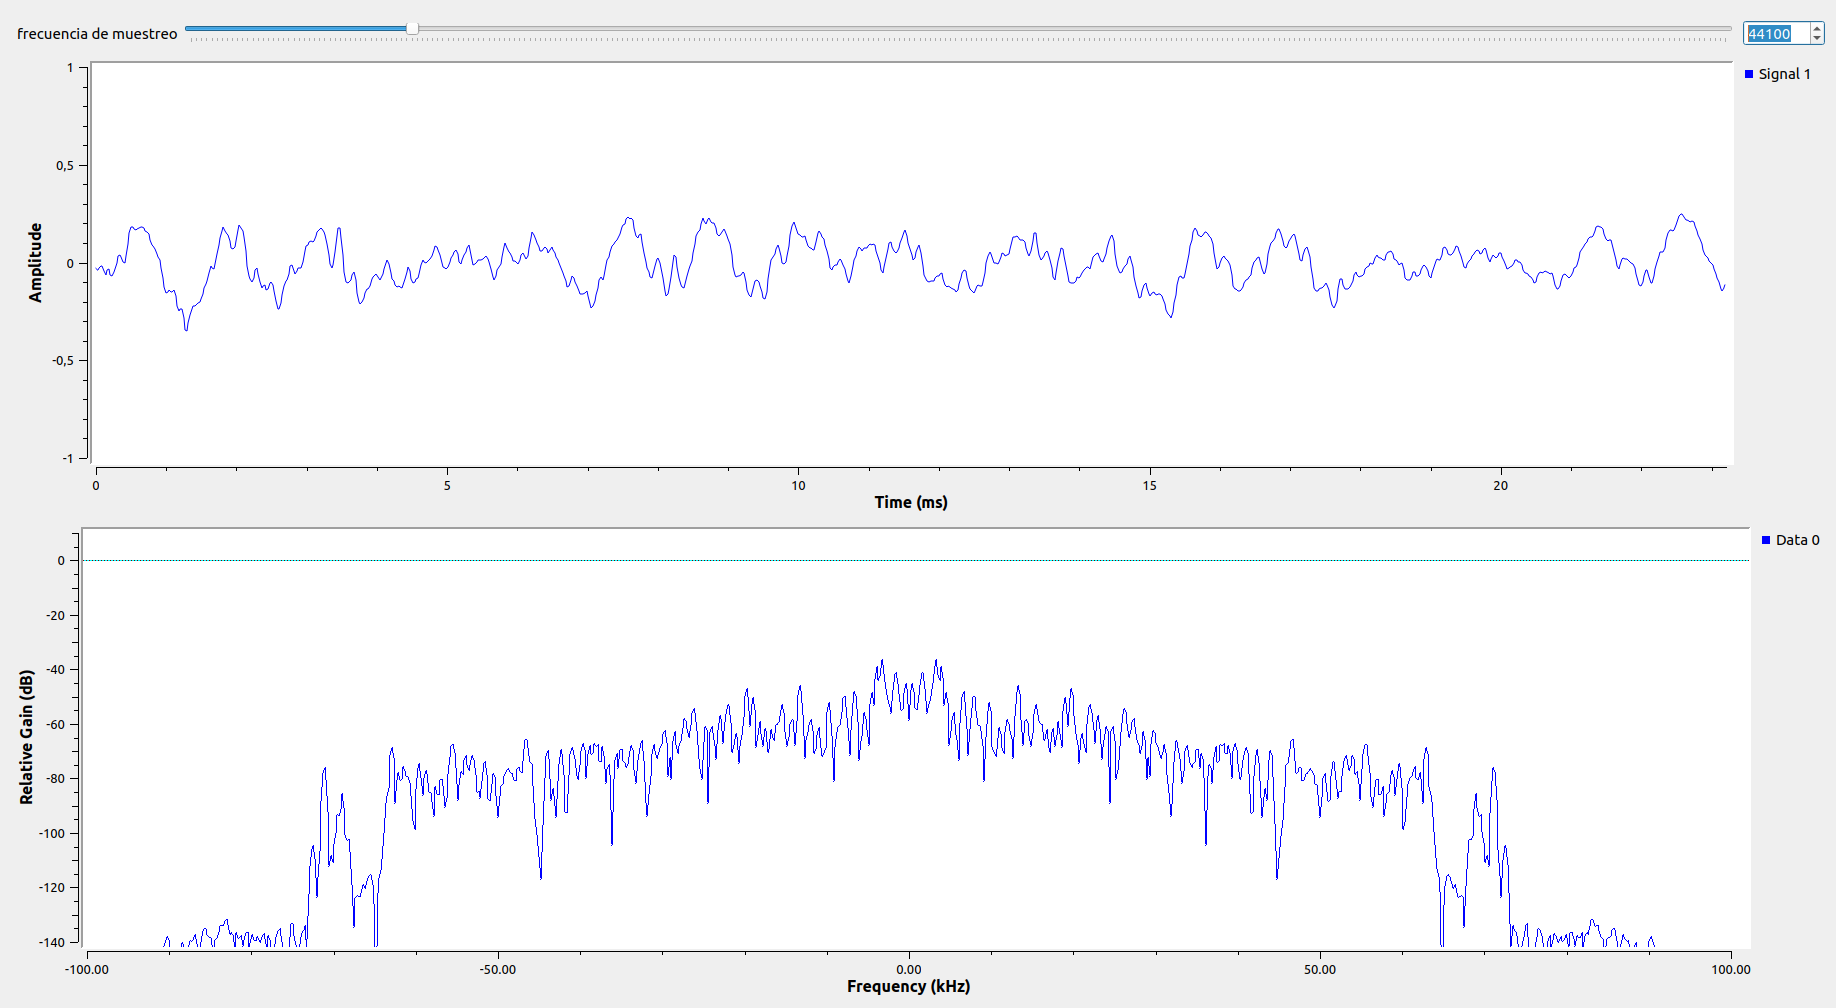 frecuencia de muestreo
44100
Signal 1
1
0,5
0
-0,5
-1
Amplitude
0 5 10 15 20
Time (ms)
Data 0
0
-20
-40
-60
-80
-100
-120
-140
Relative Gain (dB)
-100.00 -50.00 0.00 50.00 100.00
Frequency (kHz)